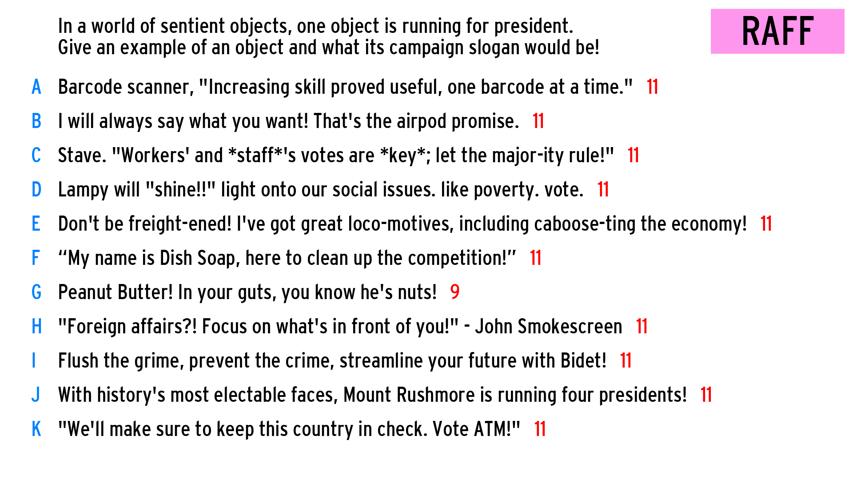 In a world of sentient objects, one object is running for president.
Give an example of an object and what its campaign slogan would be!
RAFF
A Barcode scanner, "Increasing skill proved useful, one barcode at a time." 11
B I will always say what you want! That's the airpod promise. 11
C Stave. "Workers' and *staff*'s votes are *key*; let the major-ity rule!" 11
D Lampy will "shine!!" light onto our social issues. like poverty. vote. 11
E Don't be freight-ened! I've got great loco-motives, including caboose-ting the economy! 11
F “My name is Dish Soap, here to clean up the competition!” 11
G Peanut Butter! In your guts, you know he's nuts! 9
H "Foreign affairs?! Focus on what's in front of you!" - John Smokescreen 11
I Flush the grime, prevent the crime, streamline your future with Bidet! 11
J With history's most electable faces, Mount Rushmore is running four presidents! 11
K "We'll make sure to keep this country in check. Vote ATM!" 11